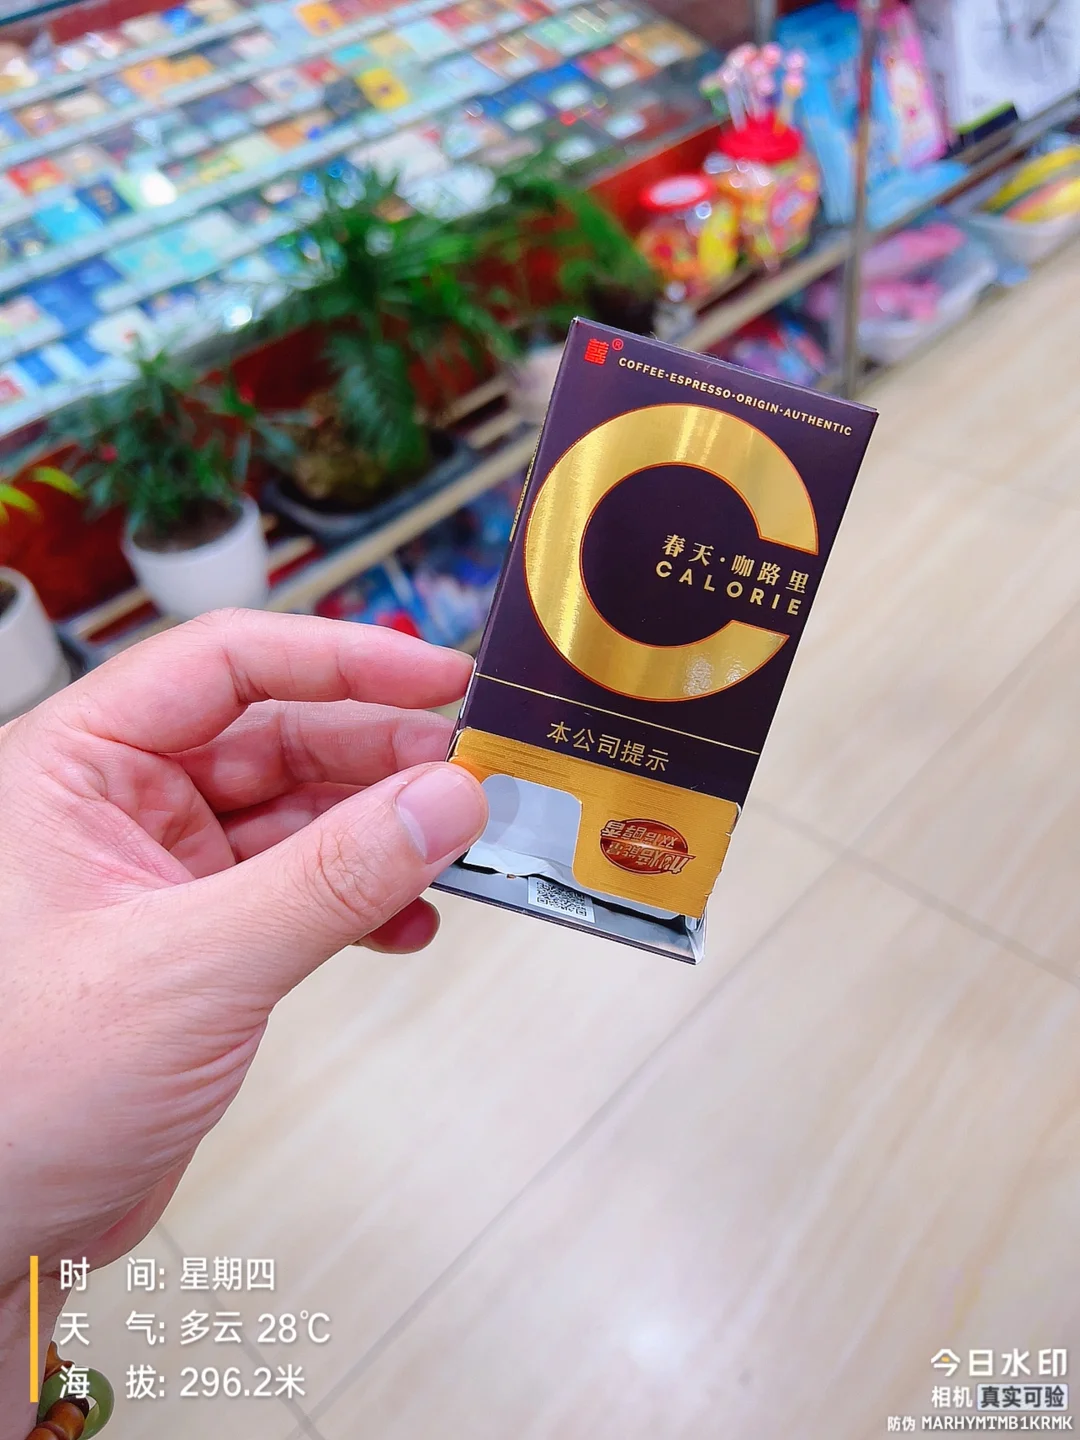 囍®
COFFEE·ESPRESSO·ORIGIN·AUTHENTIC
春天·咖路里
CALORIE
本公司提示
时 间: 星期四
天 气: 多云 28℃
海 拔: 296.2米
今日水印
相机 真实可验
防伪 MARHYMTMB1KRMK